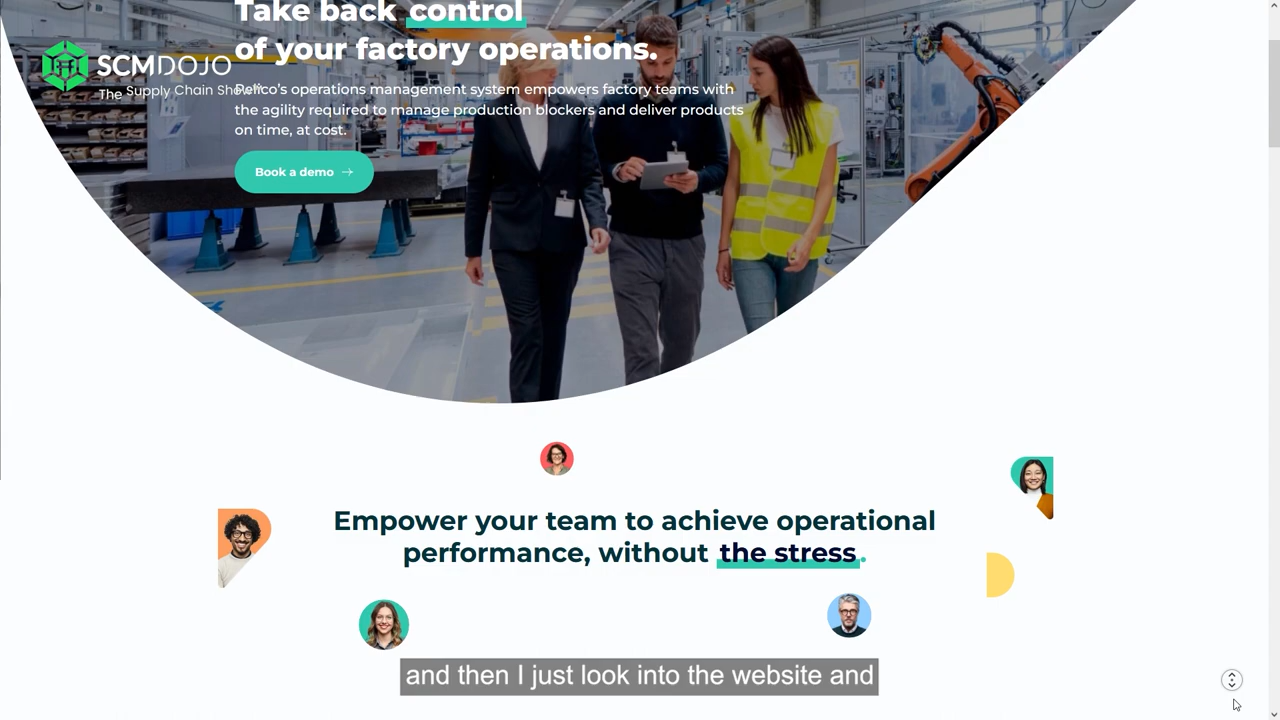 Take back control
of your factory operations.
SCMDOJO
The Supply Chain Show
Delfco's operations management system empowers factory teams with
the agility required to manage production blockers and deliver products
on time, at cost.
Book a demo →
Empower your team to achieve operational
performance, without the stress.
and then I just look into the website and